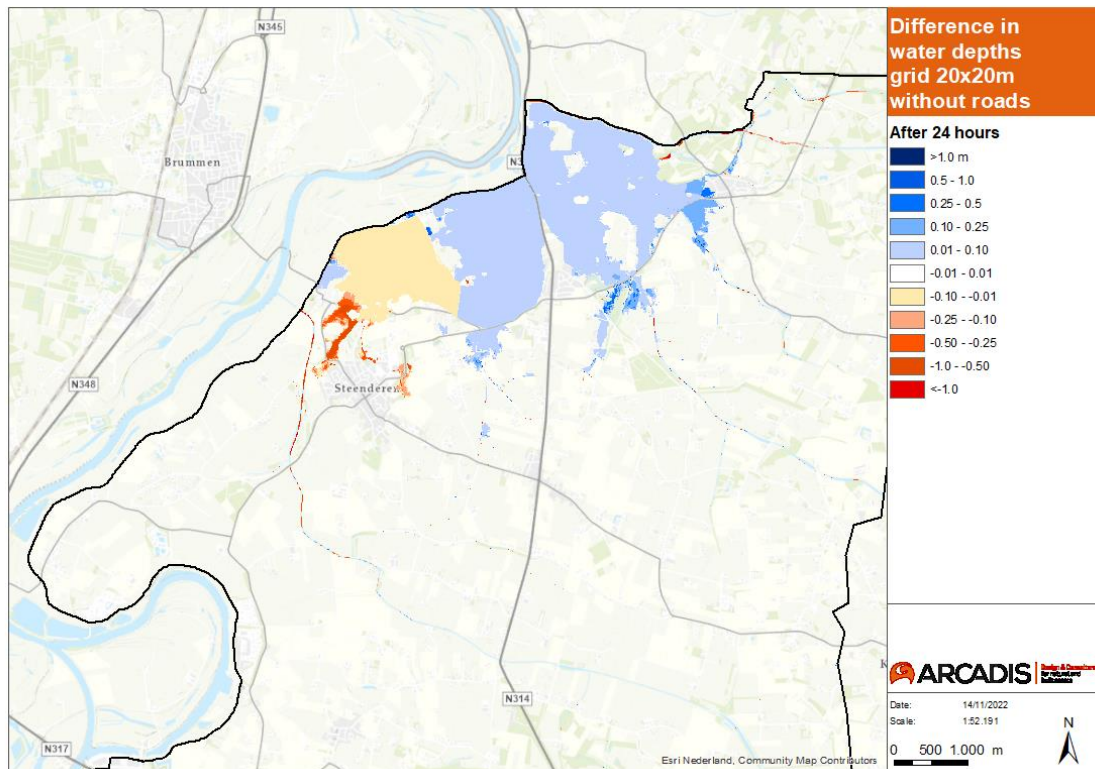 N345
Brummen
N348
Steenderen
N314
N317
K
Esri Nederland, Community Map Contributors
Difference in
water depths
grid 20x20m
without roads
After 24 hours
>1.0 m
0.5 - 1.0
0.25 - 0.5
0.10 - 0.25
0.01 - 0.10
-0.01 - 0.01
-0.10 - -0.01
-0.25 - -0.10
-0.50 - -0.25
-1.0 - -0.50
<-1.0
ARCADIS
Date: 14/11/2022
Scale: 1:52.191
0 500 1.000 m
N